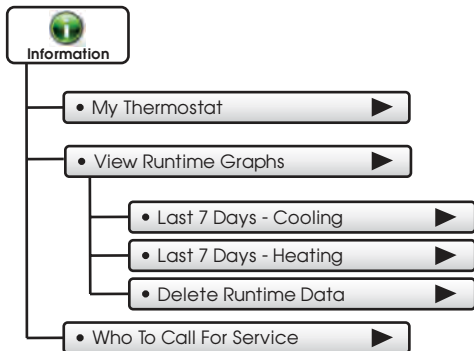 Information
• My Thermostat
• View Runtime Graphs
• Last 7 Days - Cooling
• Last 7 Days - Heating
• Delete Runtime Data
• Who To Call For Service